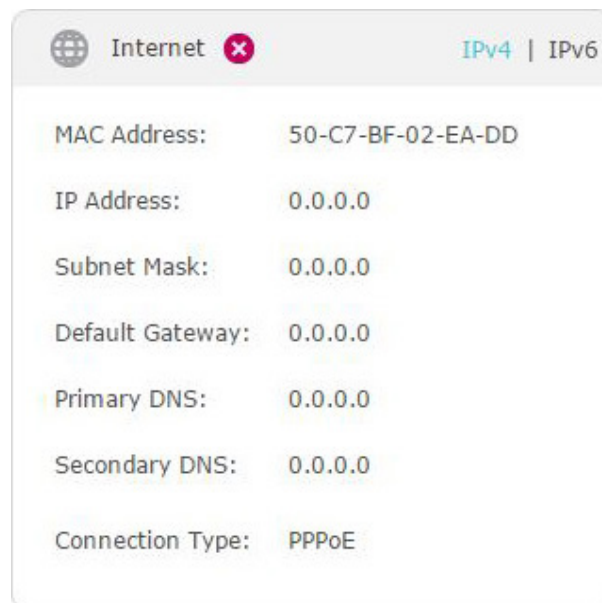 Internet IPv4 | IPv6
MAC Address: 50-C7-BF-02-EA-DD
IP Address: 0.0.0.0
Subnet Mask: 0.0.0.0
Default Gateway: 0.0.0.0
Primary DNS: 0.0.0.0
Secondary DNS: 0.0.0.0
Connection Type: PPPoE